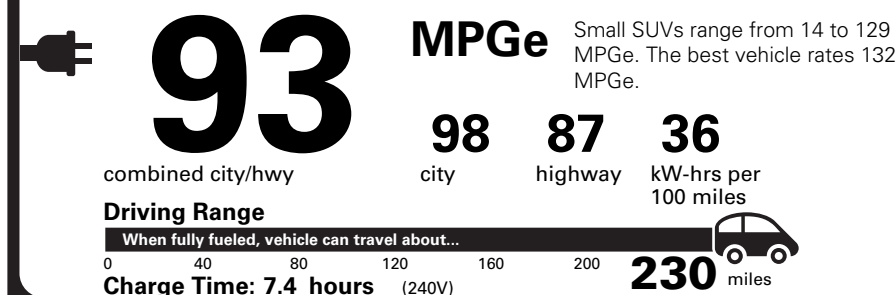 93
MPGe
Small SUVs range from 14 to 129
MPGe. The best vehicle rates 132
MPGe.
combined city/hwy
98
city
87
highway
36
kW-hrs per
100 miles
Driving Range
When fully fueled, vehicle can travel about...
0 40 80 120 160 200 230 miles
Charge Time: 7.4 hours (240V)